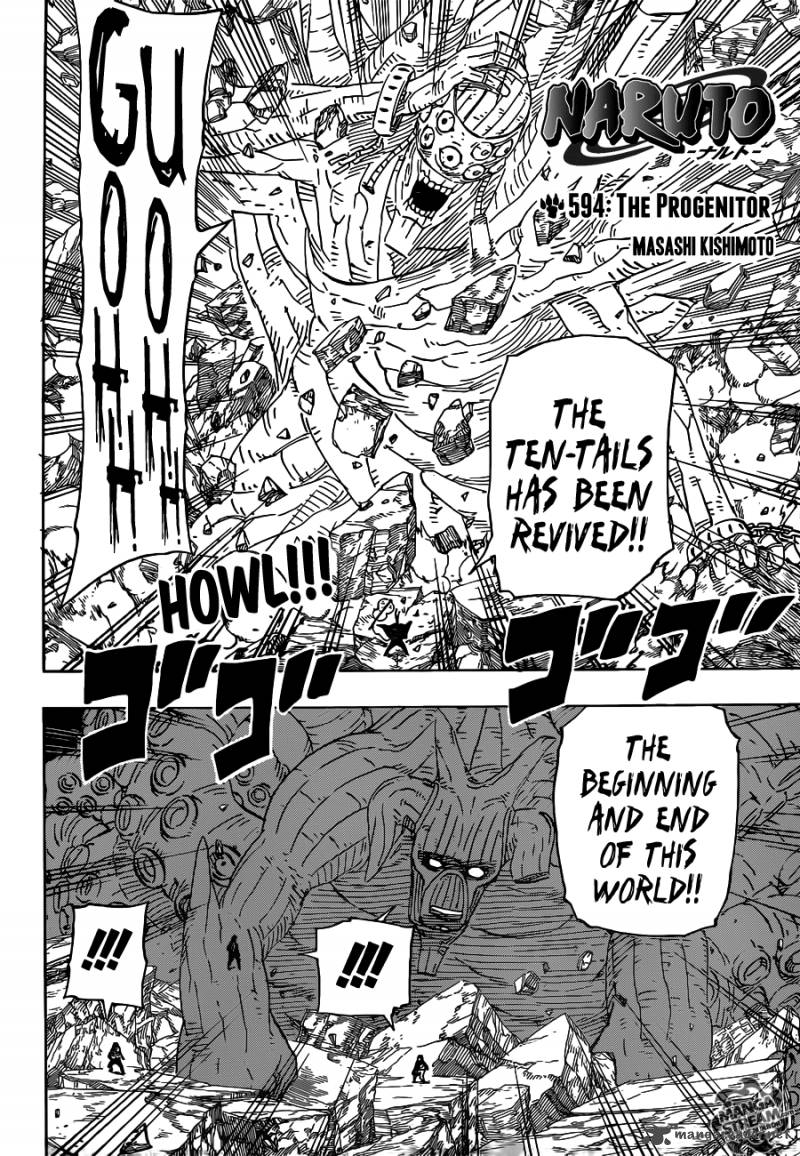 NARUTO
-ナルト-
594: THE PROGENITOR
MASASHI KISHIMOTO
GUOOOOHH
THE
TEN-TAILS
HAS BEEN
REVIVED!!
HOWL!!!
ゴゴ
ゴゴ
THE
BEGINNING
AND END
OF THIS
WORLD!!
!!!
!!!
MANGA
STREAM